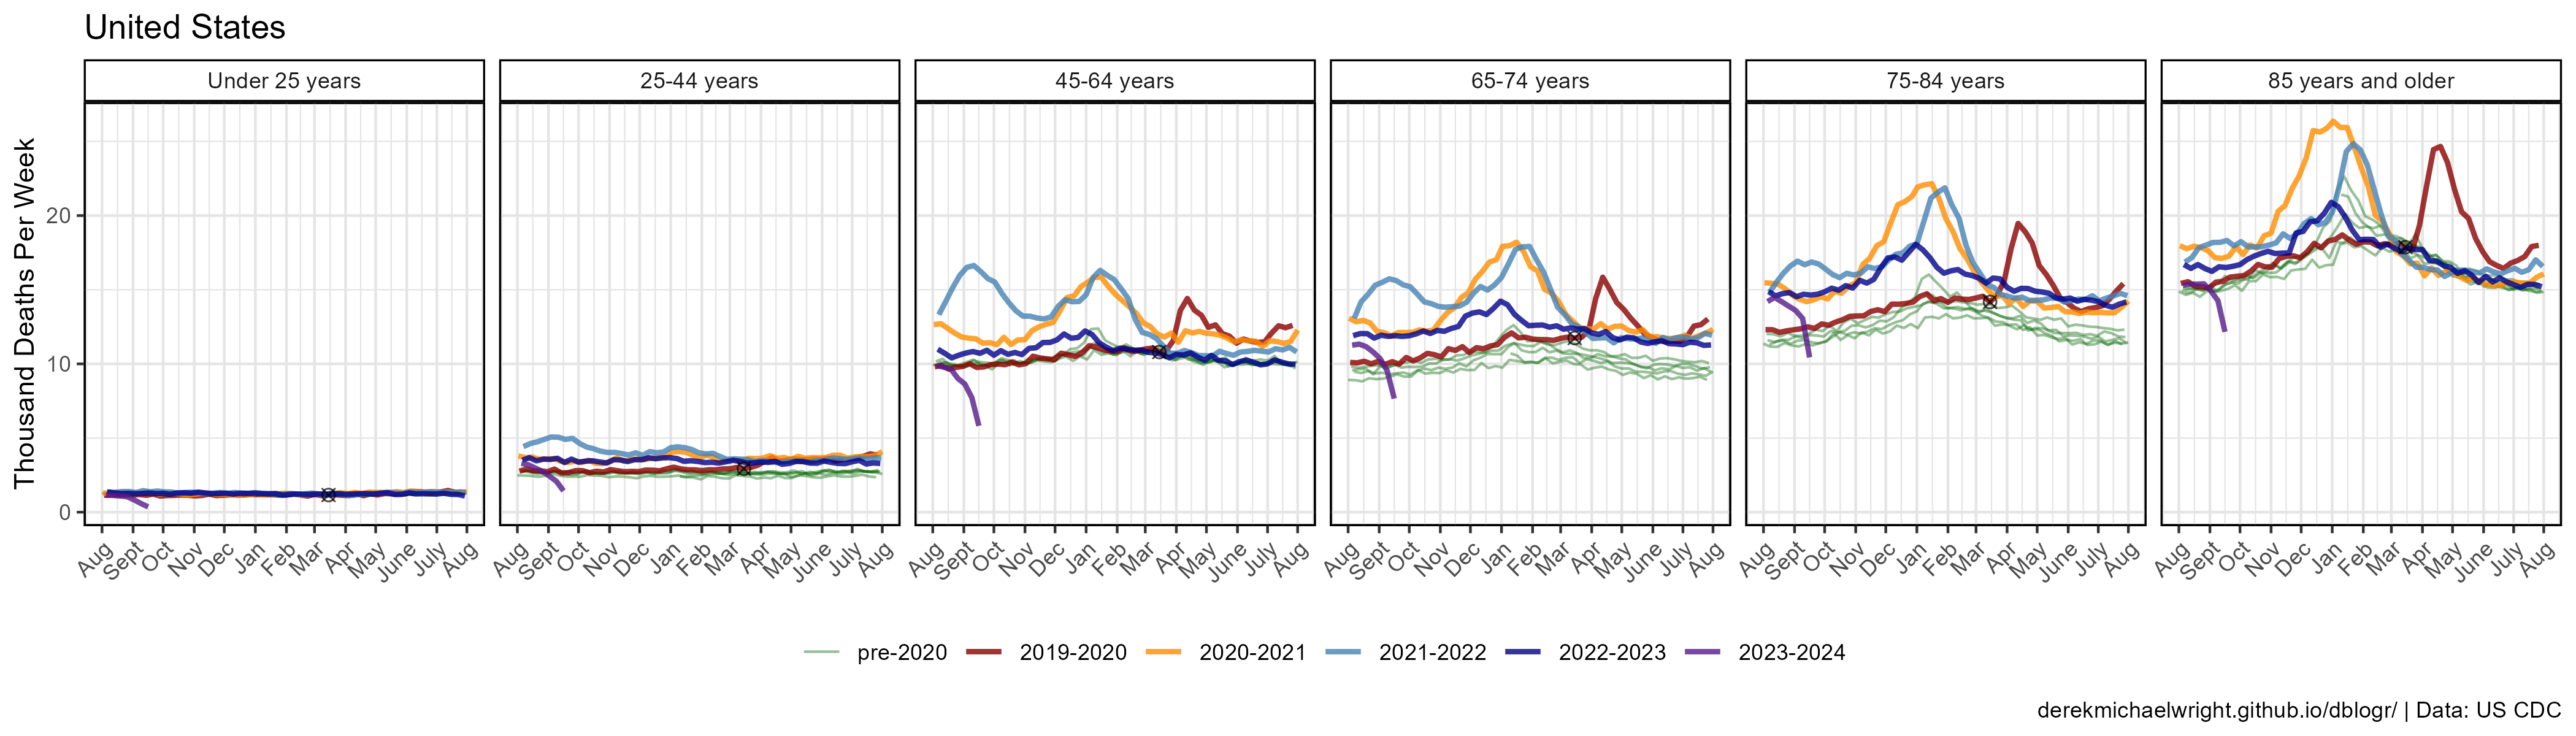 United States
Under 25 years 25-44 years 45-64 years 65-74 years 75-84 years 85 years and older
Thousand Deaths Per Week
20
10
0
Aug Sept Oct Nov Dec Jan Feb Mar Apr May June July Aug Aug Sept Oct Nov Dec Jan Feb Mar Apr May June July Aug Aug Sept Oct Nov Dec Jan Feb Mar Apr May June July Aug Aug Sept Oct Nov Dec Jan Feb Mar Apr May June July Aug Aug Sept Oct Nov Dec Jan Feb Mar Apr May June July Aug Aug Sept Oct Nov Dec Jan Feb Mar Apr May June July Aug
pre-2020 2019-2020 2020-2021 2021-2022 2022-2023 2023-2024
derekmichaelwright.github.io/dblogr/ | Data: US CDC